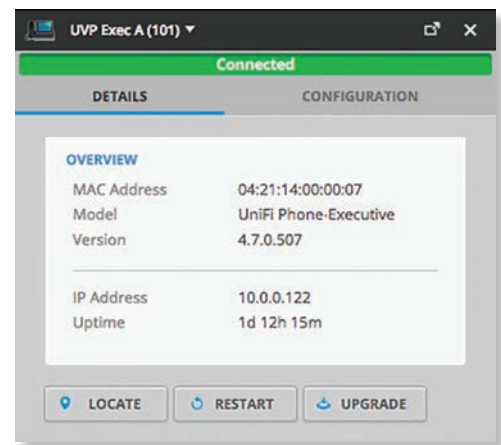 UVP Exec A (101)
Connected
DETAILS CONFIGURATION
OVERVIEW
MAC Address 04:21:14:00:00:07
Model UniFi Phone-Executive
Version 4.7.0.507
IP Address 10.0.0.122
Uptime 1d 12h 15m
LOCATE RESTART UPGRADE